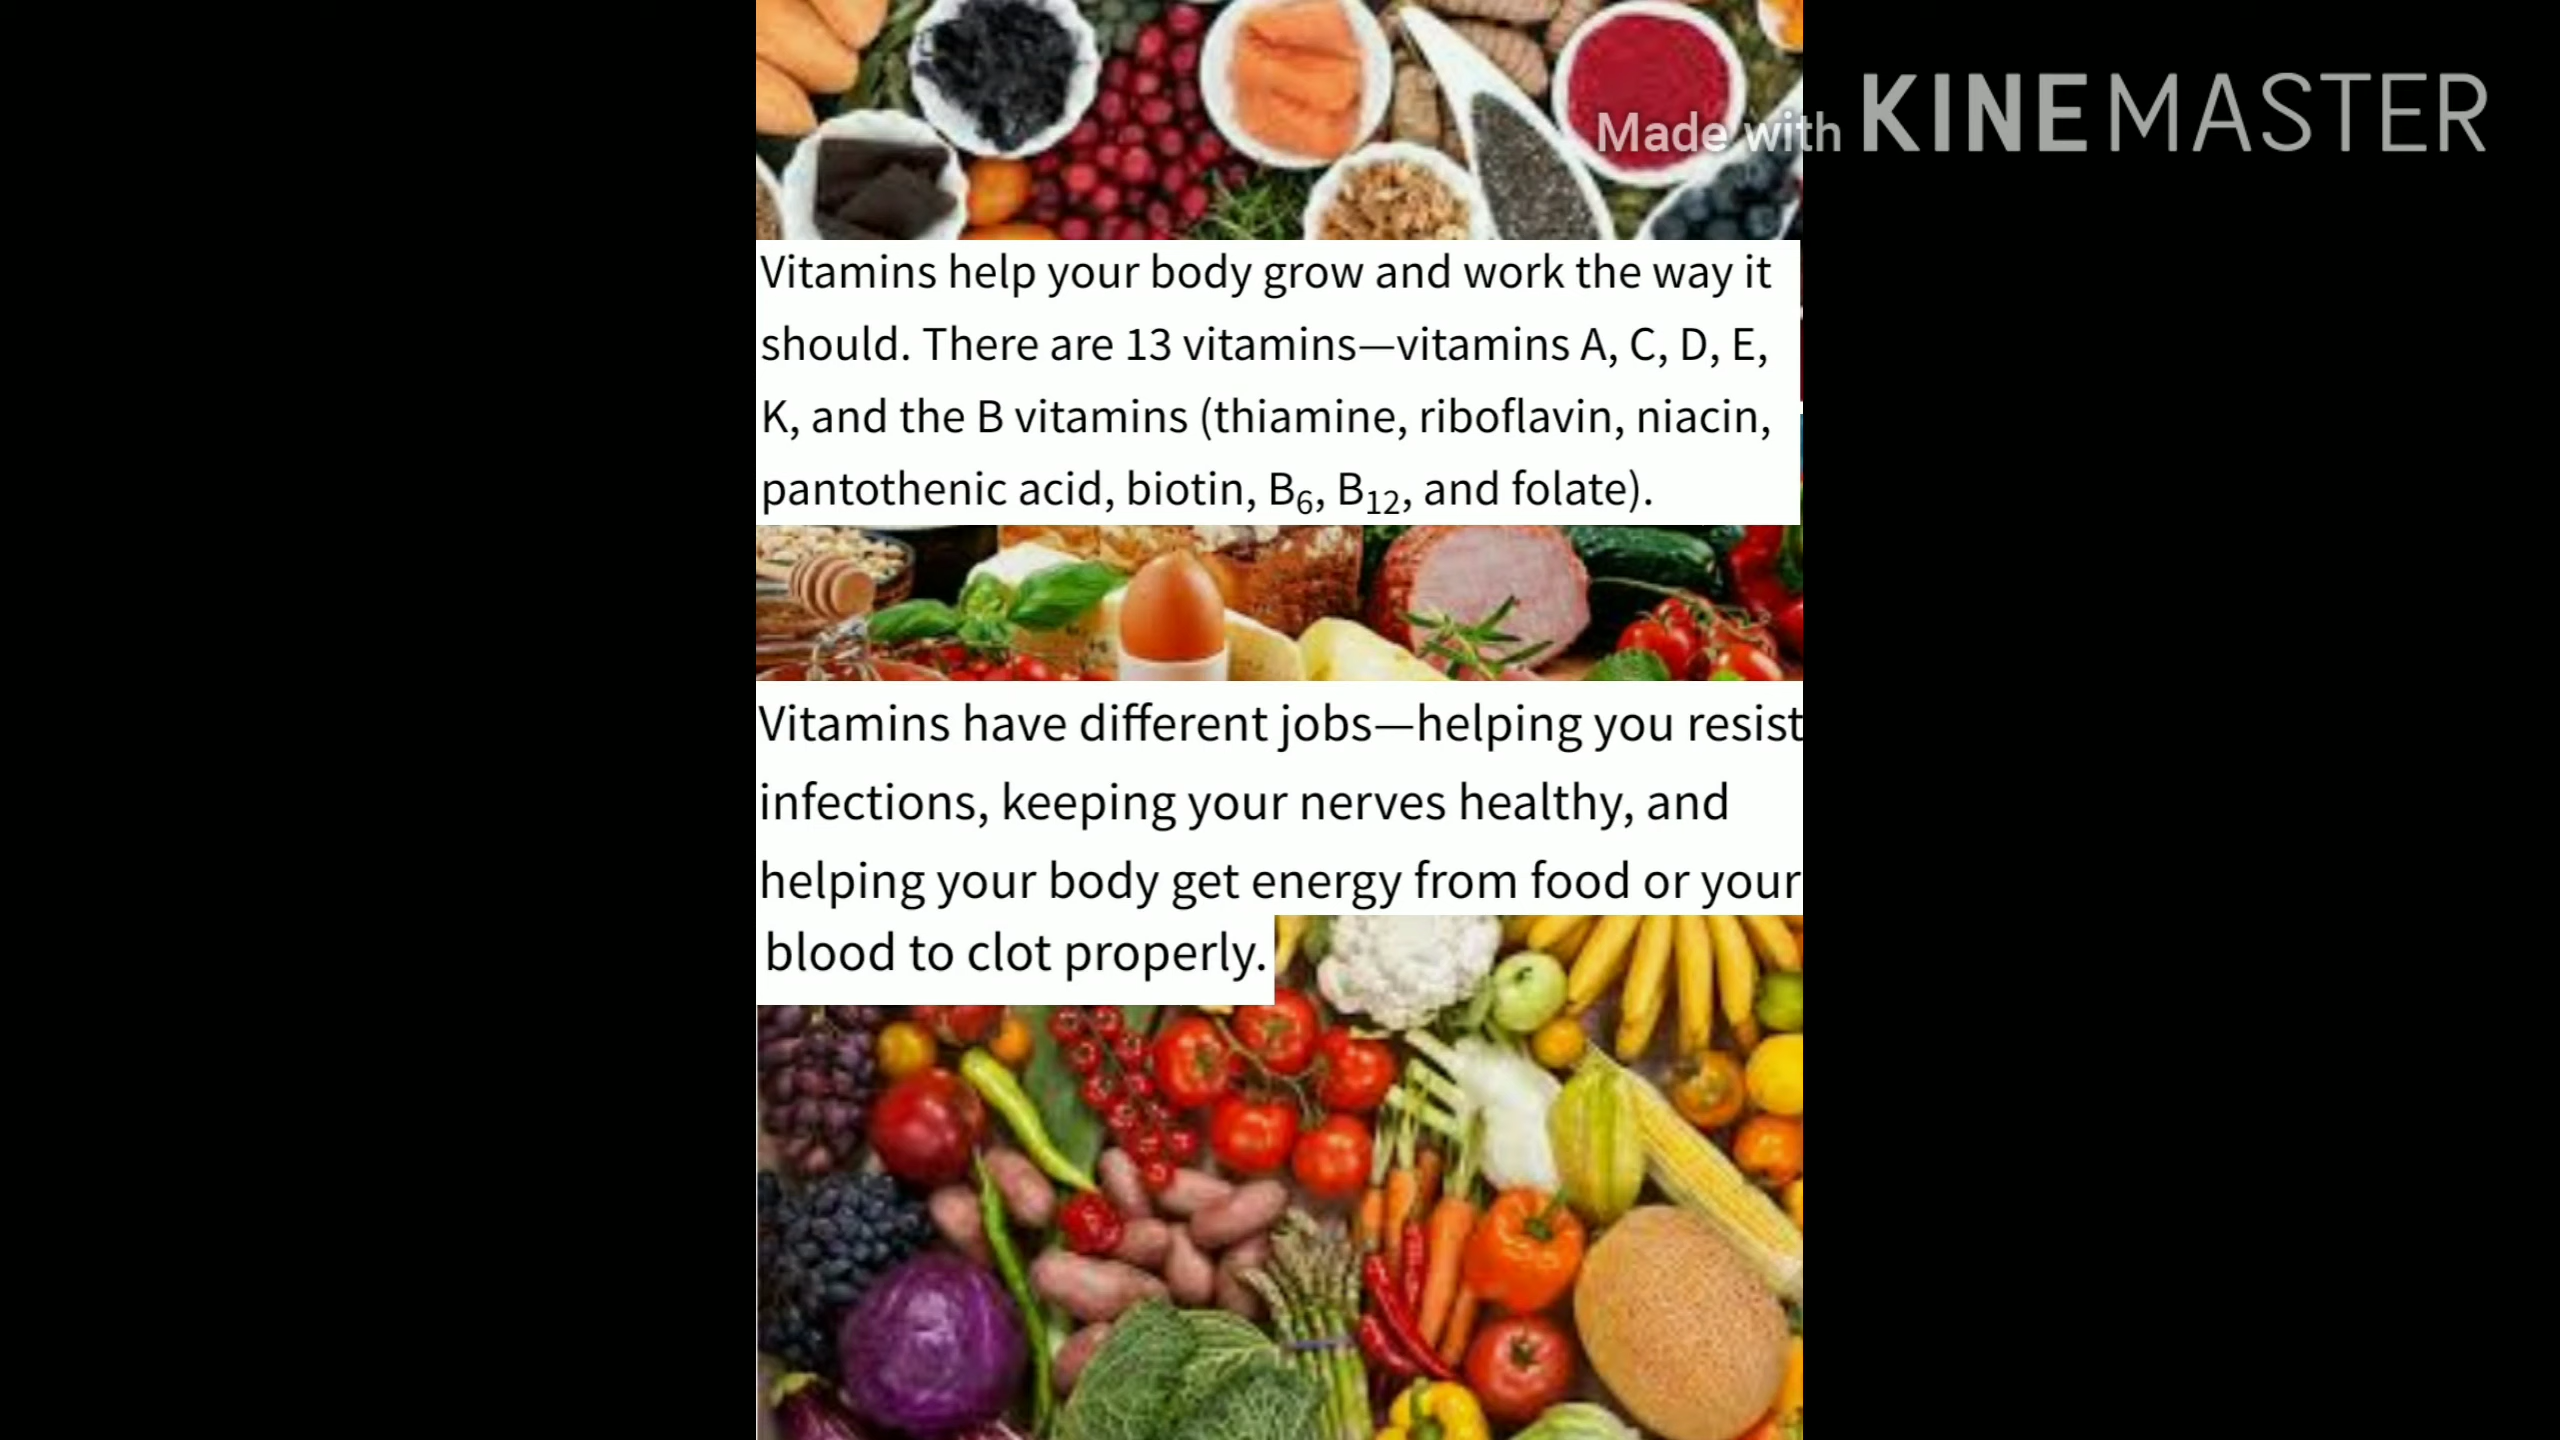 Made with KINEMASTER
Vitamins help your body grow and work the way it
should. There are 13 vitamins—vitamins A, C, D, E,
K, and the B vitamins (thiamine, riboflavin, niacin,
pantothenic acid, biotin, B₆, B₁₂, and folate).
Vitamins have different jobs—helping you resist
infections, keeping your nerves healthy, and
helping your body get energy from food or your
blood to clot properly.